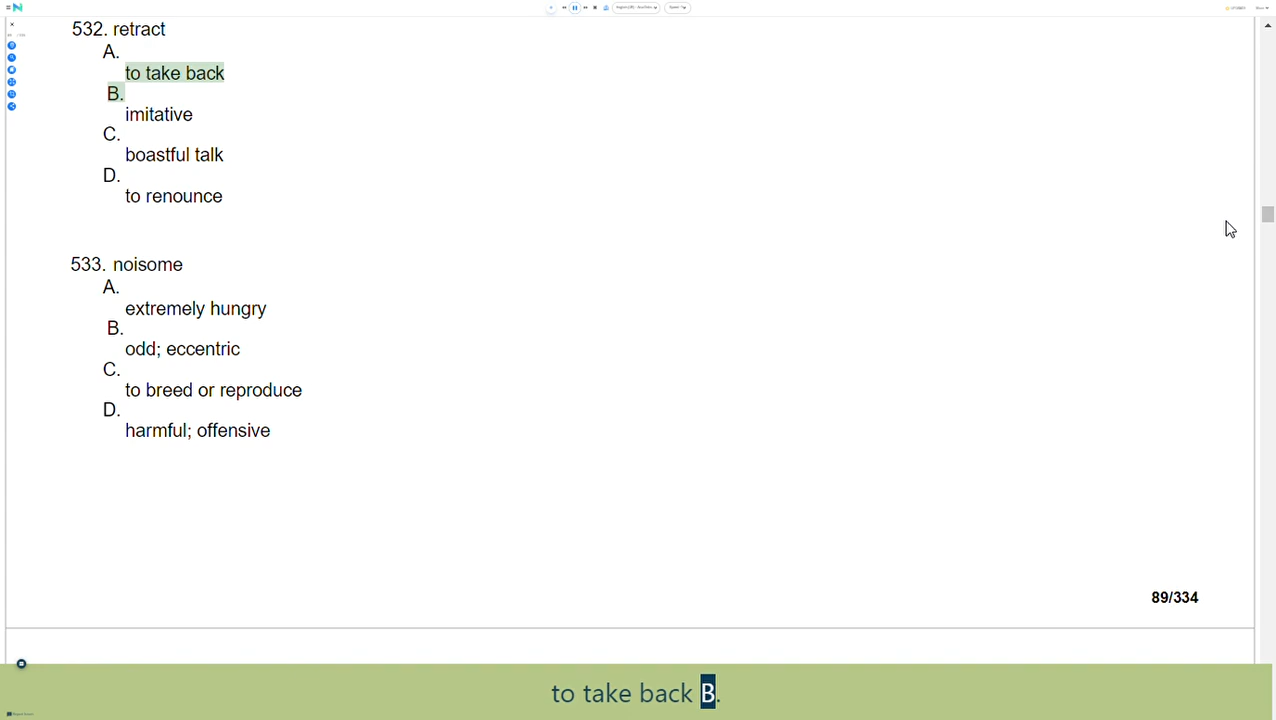 532. retract
A.
to take back
B.
imitative
C.
boastful talk
D.
to renounce
533. noisome
A.
extremely hungry
B.
odd; eccentric
C.
to breed or reproduce
D.
harmful; offensive
89/334
to take back B.